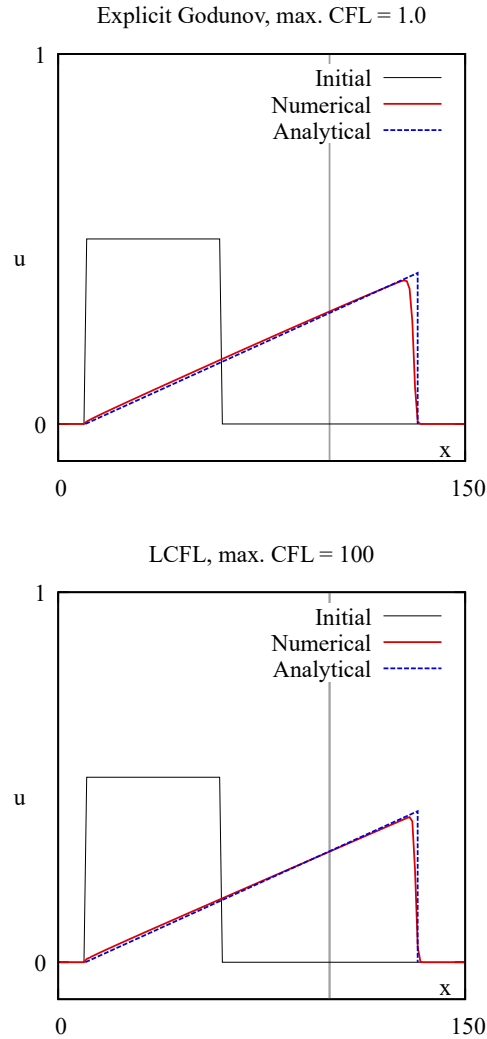 Explicit Godunov, max. CFL = 1.0
1
Initial
Numerical
Analytical
u
0
x
0 150
LCFL, max. CFL = 100
1
Initial
Numerical
Analytical
u
0
x
0 150